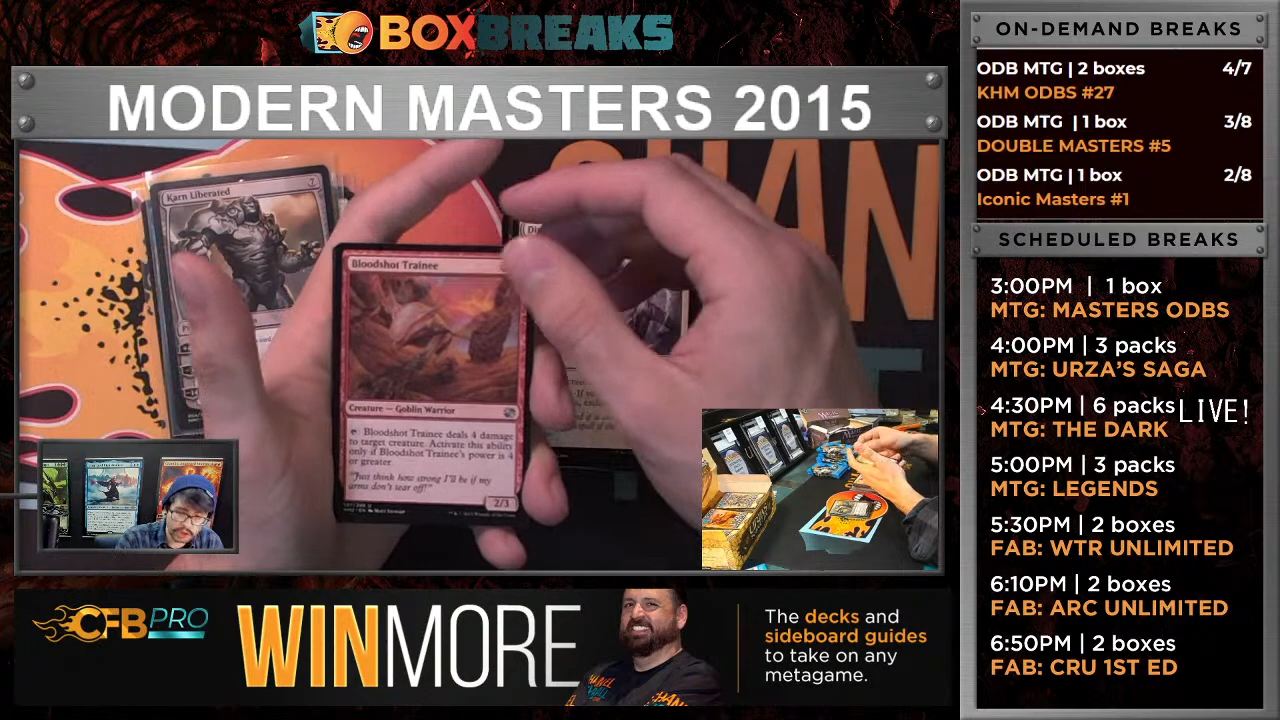 BOXBREAKS
MODERN MASTERS 2015
Karn Liberated
Bloodshot Trainee
Creature — Goblin Warrior
Bloodshot Trainee deals 4 damage
to target creature. Activate this ability
only if Bloodshot Trainee's power is 4
or greater.
"Just think how strong I'll be if my
arms don't tear off!"
2/3
CFB PRO
WINMORE
The decks and
sideboard guides
to take on any
metagame.
ON-DEMAND BREAKS
ODB MTG | 2 boxes 4/7
KHM ODBS #27
ODB MTG | 1 box 3/8
DOUBLE MASTERS #5
ODB MTG | 1 box 2/8
Iconic Masters #1
SCHEDULED BREAKS
3:00PM | 1 box
MTG: MASTERS ODBS
4:00PM | 3 packs
MTG: URZA'S SAGA
4:30PM | 6 packs
LIVE!
MTG: THE DARK
5:00PM | 3 packs
MTG: LEGENDS
5:30PM | 2 boxes
FAB: WTR UNLIMITED
6:10PM | 2 boxes
FAB: ARC UNLIMITED
6:50PM | 2 boxes
FAB: CRU 1ST ED